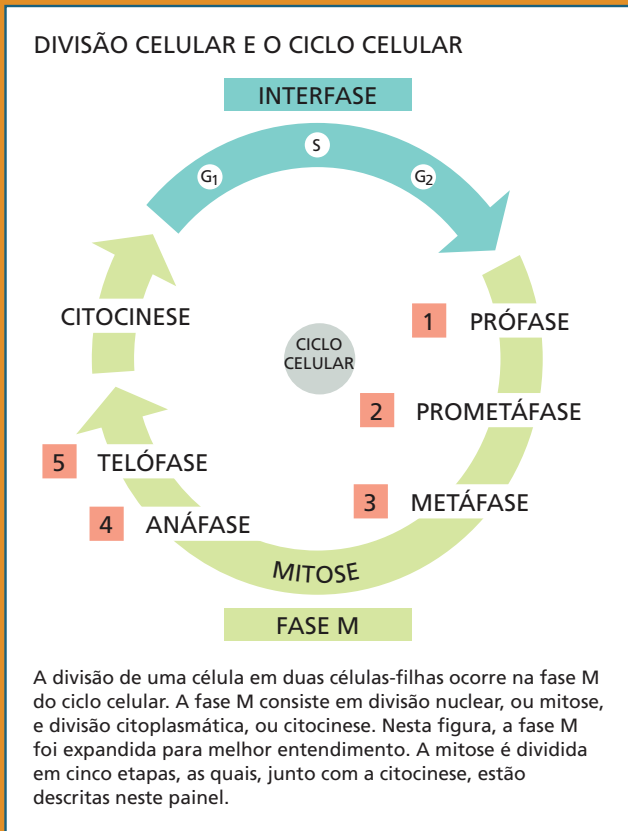 DIVISÃO CELULAR E O CICLO CELULAR
INTERFASE
G1
S
G2
CITOCINESE
CICLO
CELULAR
1 PRÓFASE
2 PROMETÁFASE
3 METÁFASE
5 TELÓFASE
4 ANÁFASE
MITOSE
FASE M
A divisão de uma célula em duas células-filhas ocorre na fase M
do ciclo celular. A fase M consiste em divisão nuclear, ou mitose,
e divisão citoplasmática, ou citocinese. Nesta figura, a fase M
foi expandida para melhor entendimento. A mitose é dividida
em cinco etapas, as quais, junto com a citocinese, estão
descritas neste painel.